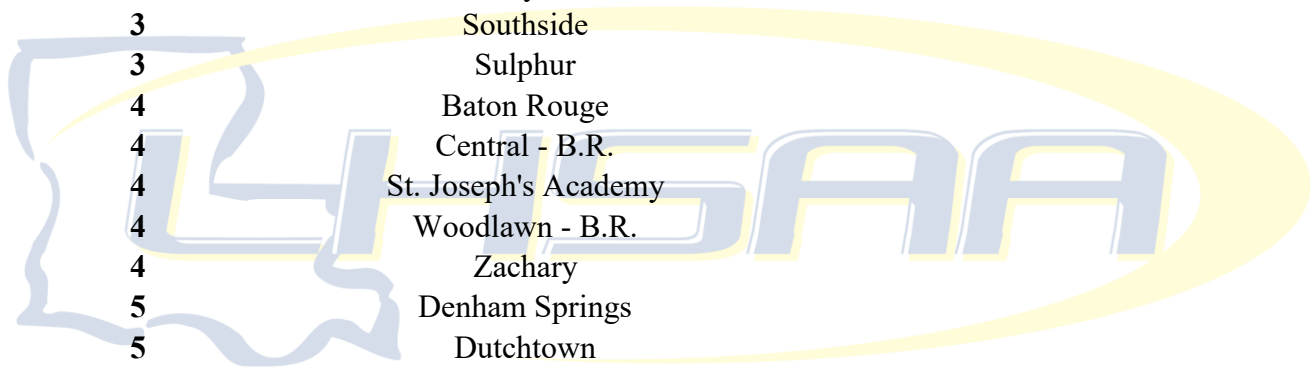 3 Southside
3 Sulphur
4 Baton Rouge
4 Central - B.R.
4 St. Joseph's Academy
4 Woodlawn - B.R.
4 Zachary
5 Denham Springs
5 Dutchtown
LHSAA